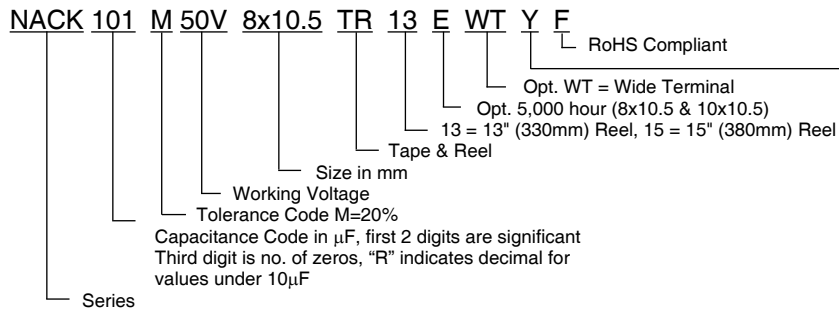 NACK 101 M 50V 8x10.5 TR 13 E WT Y F
RoHS Compliant
Opt. WT = Wide Terminal
Opt. 5,000 hour (8x10.5 & 10x10.5)
13 = 13" (330mm) Reel, 15 = 15" (380mm) Reel
Tape & Reel
Size in mm
Working Voltage
Tolerance Code M=20%
Capacitance Code in μF, first 2 digits are significant
Third digit is no. of zeros, “R” indicates decimal for
values under 10μF
Series